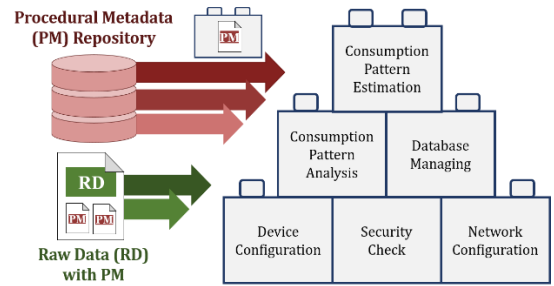 Procedural Metadata
(PM) Repository
PM
Consumption
Pattern
Estimation
Consumption
Pattern
Analysis
Database
Managing
RD
PM PM
Device
Configuration
Security
Check
Network
Configuration
Raw Data (RD)
with PM